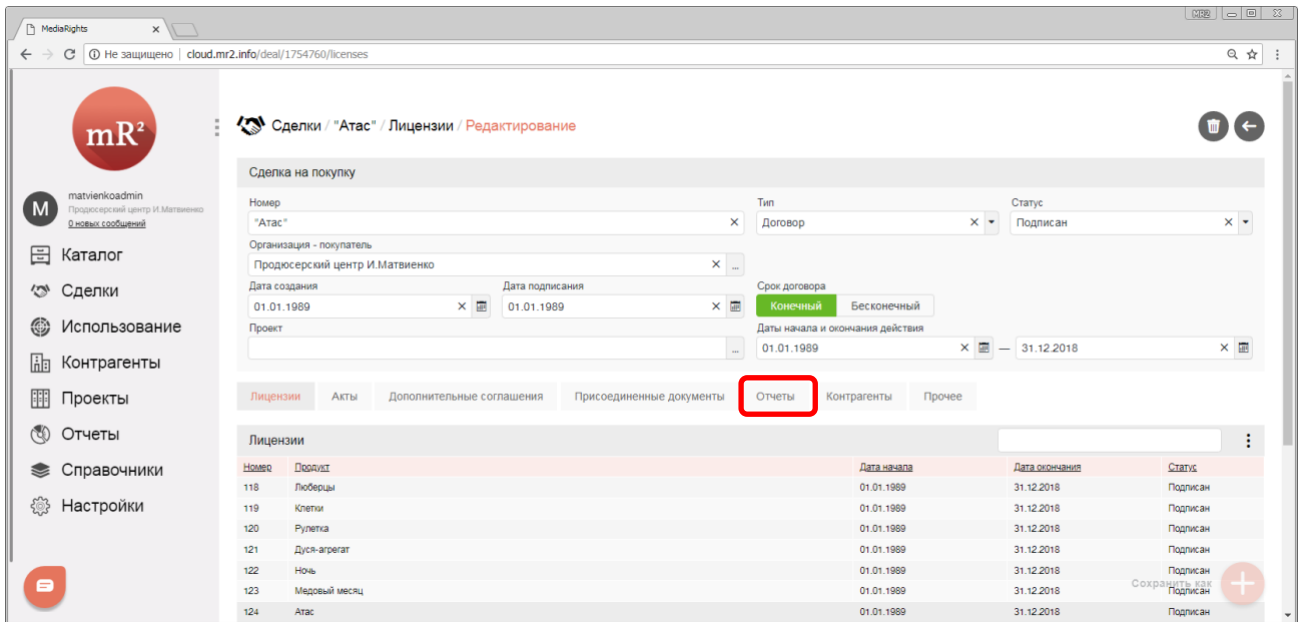 MR2
MediaRights
Не защищено | cloud.mr2.info/deal/1754760/licenses
mR²
Сделки / "Атас" / Лицензии / Редактирование
Сделка на покупку
M
matvienkoadmin
Продюсерский центр И.Матвиенко
0 новых сообщений
Номер Тип Статус
"Атас" Договор Подписан
Организация - покупатель
Продюсерский центр И.Матвиенко ...
Дата создания Дата подписания Срок договора
01.01.1989 01.01.1989 Конечный Бесконечный
Проект Даты начала и окончания действия
... 01.01.1989 — 31.12.2018
Каталог
Сделки
Использование
Контрагенты
Проекты
Отчеты
Справочники
Настройки
Лицензии Акты Дополнительные соглашения Присоединенные документы Отчеты Контрагенты Прочее
Лицензии
Номер Продукт Дата начала Дата окончания Статус
118 Люберцы 01.01.1989 31.12.2018 Подписан
119 Клетки 01.01.1989 31.12.2018 Подписан
120 Рулетка 01.01.1989 31.12.2018 Подписан
121 Дуся-агрегат 01.01.1989 31.12.2018 Подписан
122 Ночь 01.01.1989 31.12.2018 Подписан
123 Медовый месяц 01.01.1989 31.12.2018 Подписан
Сохранить как
124 Атас 01.01.1989 31.12.2018 Подписан